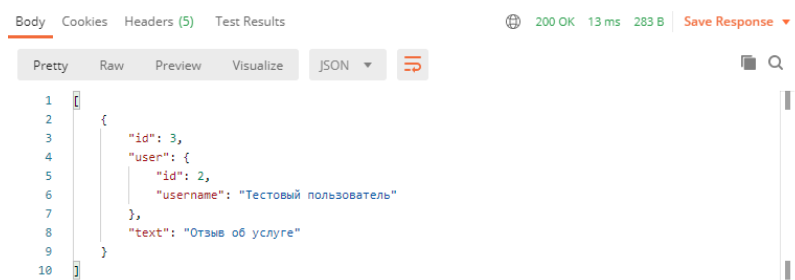 Body Cookies Headers (5) Test Results 200 OK 13 ms 283 B Save Response
Pretty Raw Preview Visualize JSON
1 [
2 {
3 "id": 3,
4 "user": {
5 "id": 2,
6 "username": "Тестовый пользователь"
7 },
8 "text": "Отзыв об услуге"
9 }
10 ]